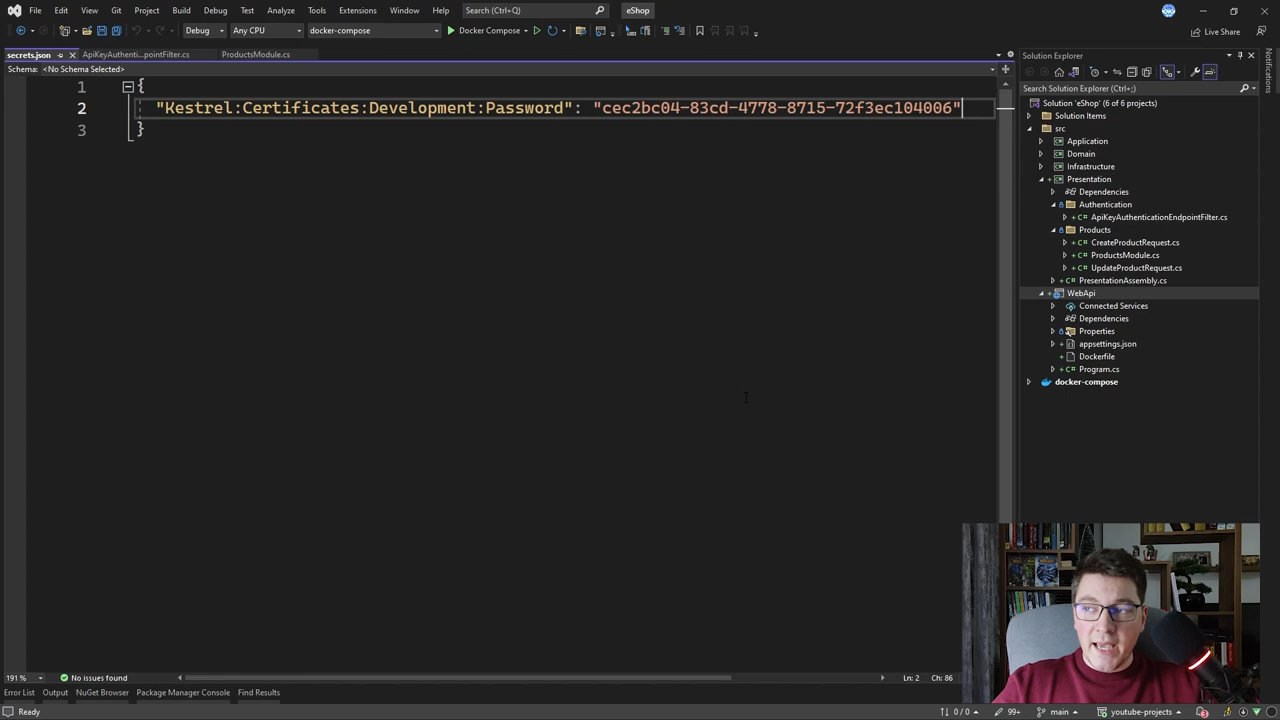 File Edit View Git Project Build Debug Test Analyze Tools Extensions Window Help Search (Ctrl+Q) eShop
Debug Any CPU docker-compose Docker Compose Live Share
secrets.json ApiKeyAuthenti...pointFilter.cs ProductsModule.cs
Schema: <No Schema Selected>
1 {
2 "Kestrel:Certificates:Development:Password": "cec2bc04-83cd-4778-8715-72f3ec104006"
3 }
Solution Explorer
Search Solution Explorer (Ctrl+;)
Solution 'eShop' (6 of 6 projects)
Solution Items
src
Application
Domain
Infrastructure
Presentation
Dependencies
Authentication
ApiKeyAuthenticationEndpointFilter.cs
Products
CreateProductRequest.cs
ProductsModule.cs
UpdateProductRequest.cs
PresentationAssembly.cs
WebApi
Connected Services
Dependencies
Properties
appsettings.json
Dockerfile
Program.cs
docker-compose
Notifications
191 % No issues found Ln: 2 Ch: 86
Error List Output NuGet Browser Package Manager Console Find Results
Ready 0 / 0 99+ main youtube-projects